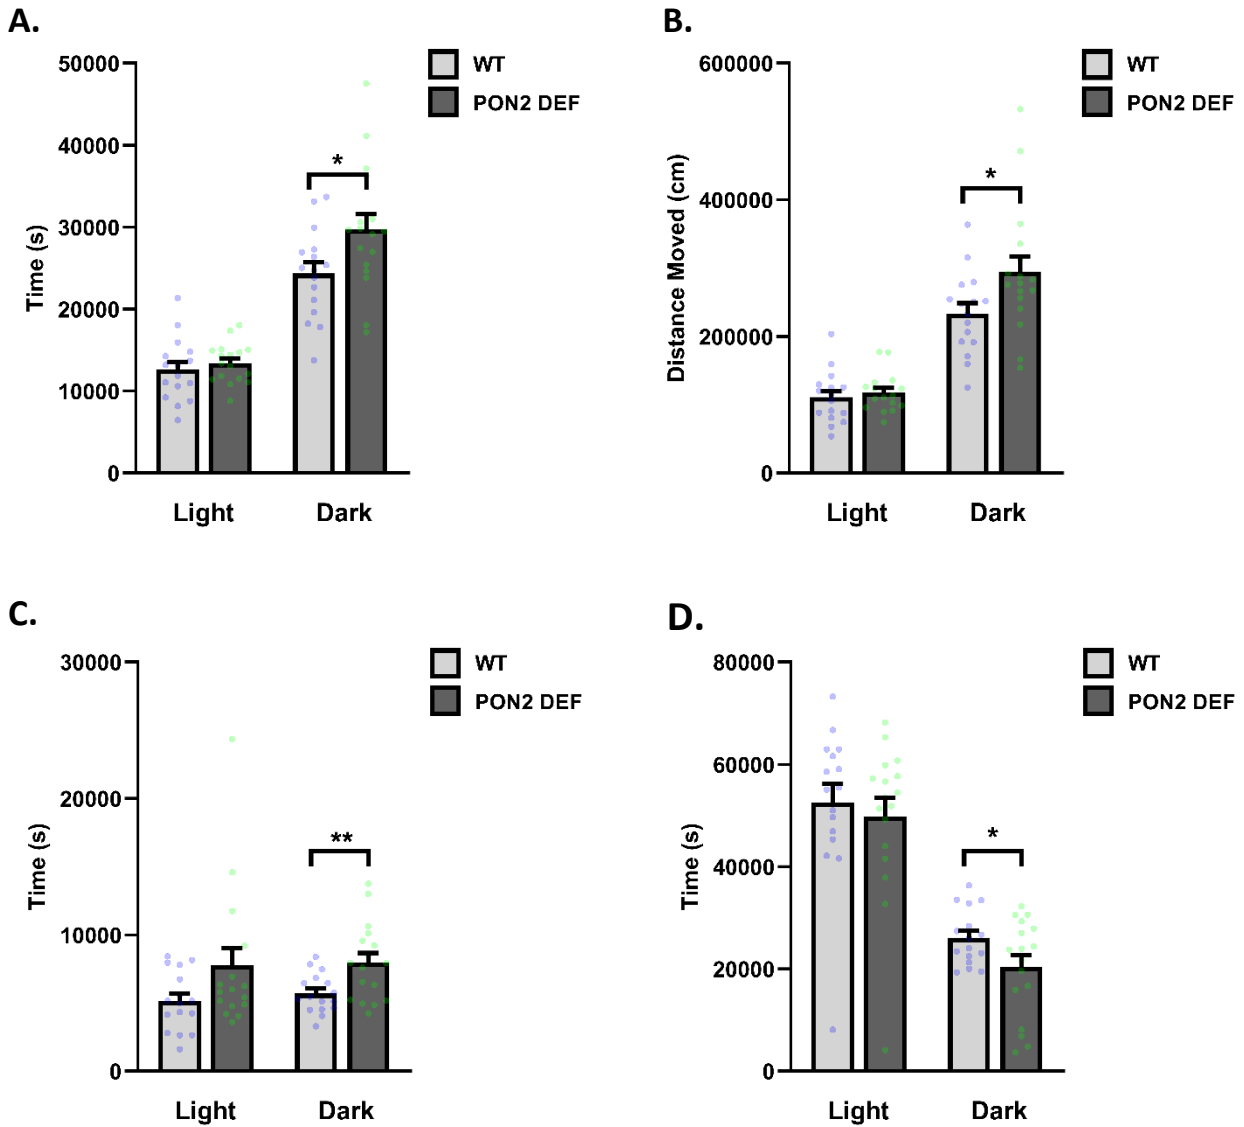 A.
50000
40000
30000
20000
10000
0
Time (s)
WT
PON2 DEF
*
Light
Dark
B.
600000
400000
200000
0
Distance Moved (cm)
WT
PON2 DEF
*
Light
Dark
C.
30000
20000
10000
0
Time (s)
WT
PON2 DEF
**
Light
Dark
D.
80000
60000
40000
20000
0
Time (s)
WT
PON2 DEF
*
Light
Dark